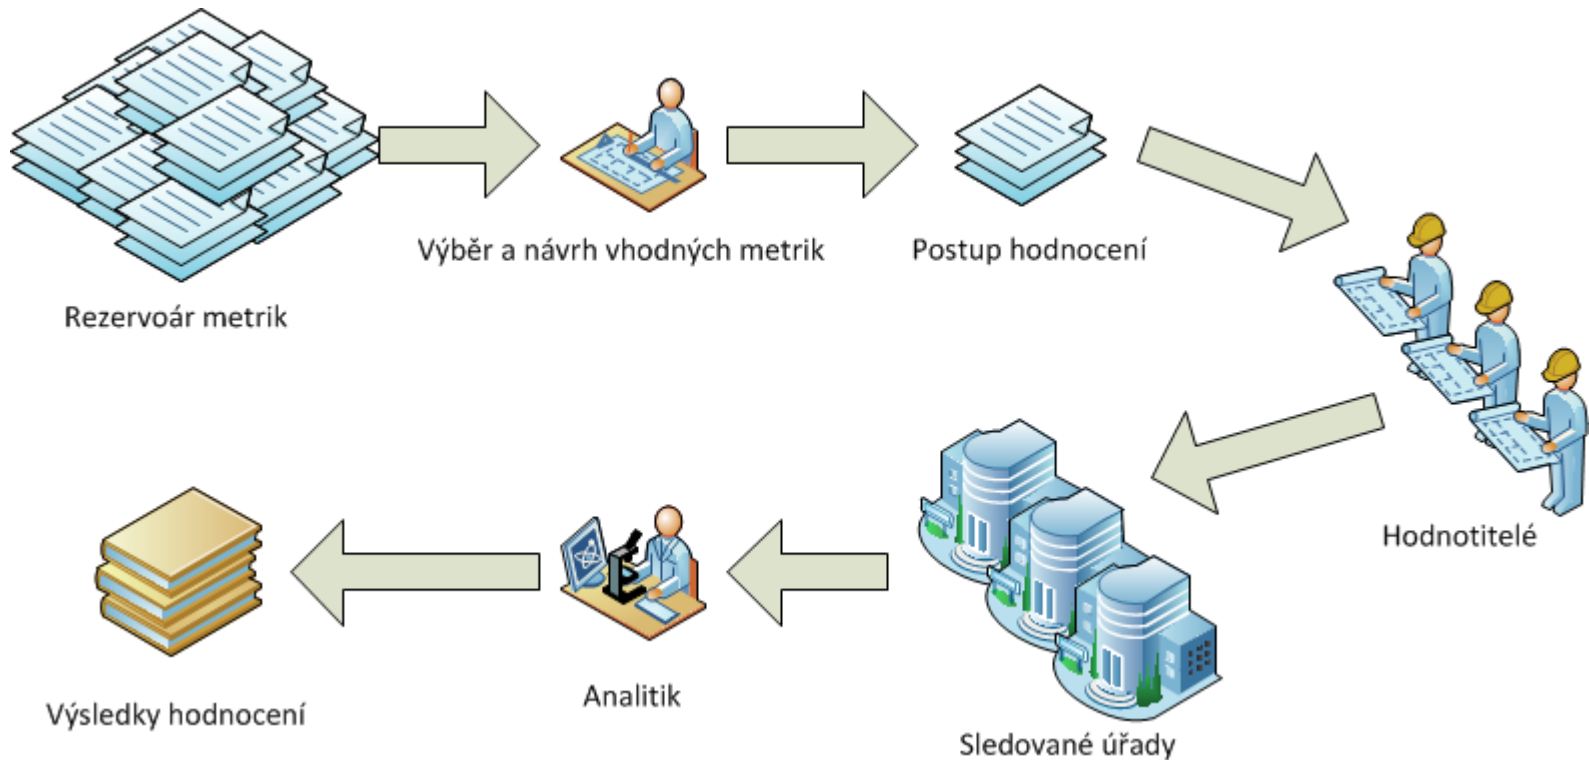 Rezervoár metrik
Výběr a návrh vhodných metrik
Postup hodnocení
Hodnotitelé
Sledované úřady
Analitik
Výsledky hodnocení